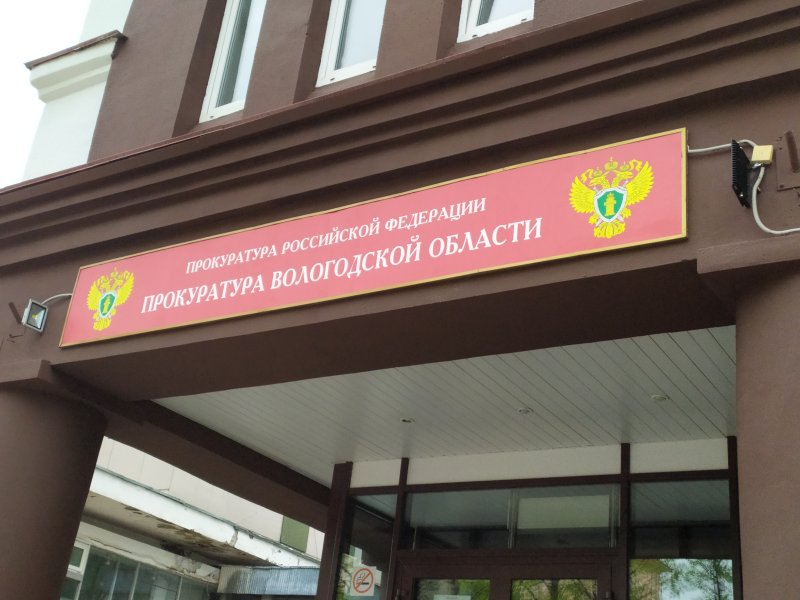 ПРОКУРАТУРА РОССИЙСКОЙ ФЕДЕРАЦИИ
ПРОКУРАТУРА ВОЛОГОДСКОЙ ОБЛАСТИ